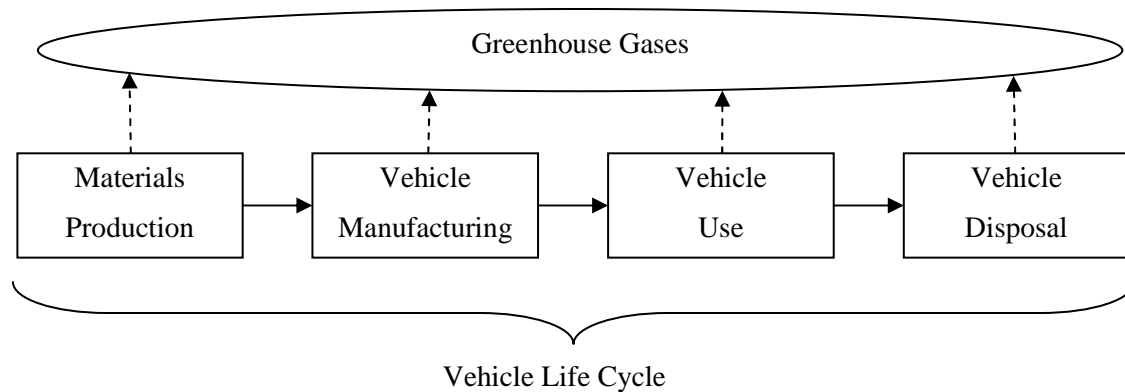 Greenhouse Gases
Materials
Production
Vehicle
Manufacturing
Vehicle
Use
Vehicle
Disposal
Vehicle Life Cycle